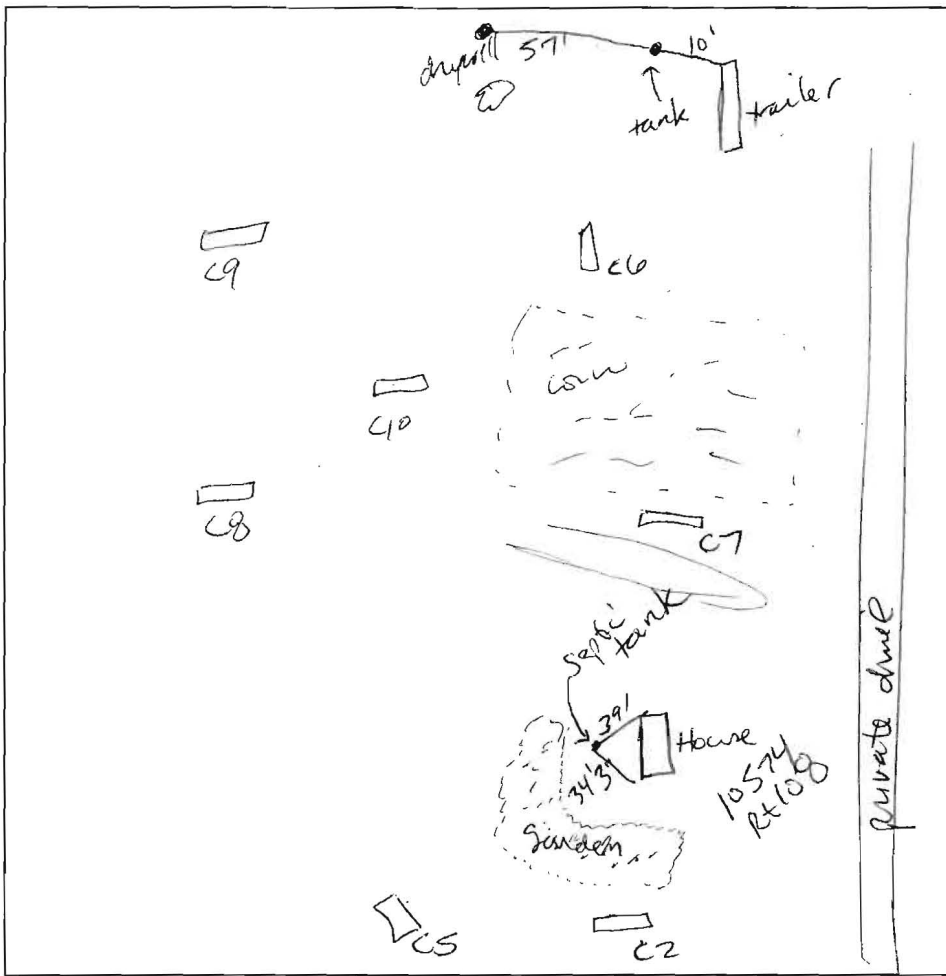 drywell
57'
10'
tank
trailer
C9
C6
corn
C10
C8
C7
septic
tank
39'
34'3"
House
10574
Rt 108
garden
private drive
C5
C2